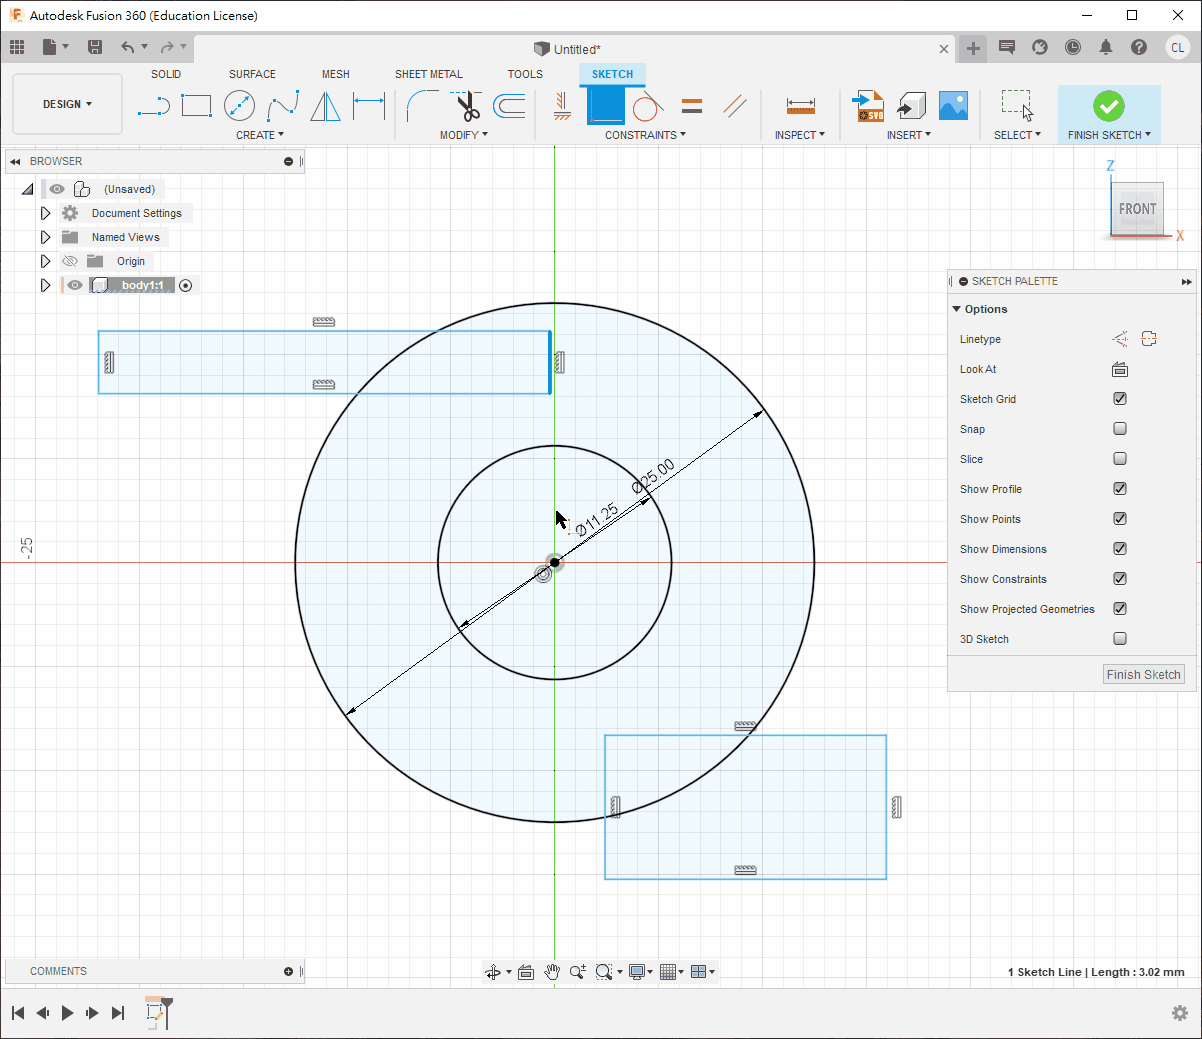 Autodesk Fusion 360 (Education License)
Untitled*
CL
SOLID SURFACE MESH SHEET METAL TOOLS SKETCH
DESIGN
SVG
CREATE MODIFY CONSTRAINTS INSPECT INSERT SELECT FINISH SKETCH
BROWSER
(Unsaved)
Document Settings
Named Views
Origin
body1:1
Z
FRONT
X
SKETCH PALETTE
Options
Linetype
Look At
Sketch Grid
Snap
Slice
Show Profile
Show Points
Show Dimensions
Show Constraints
Show Projected Geometries
3D Sketch
Finish Sketch
Ø25.00
Ø11.25
-25
COMMENTS
1 Sketch Line | Length : 3.02 mm